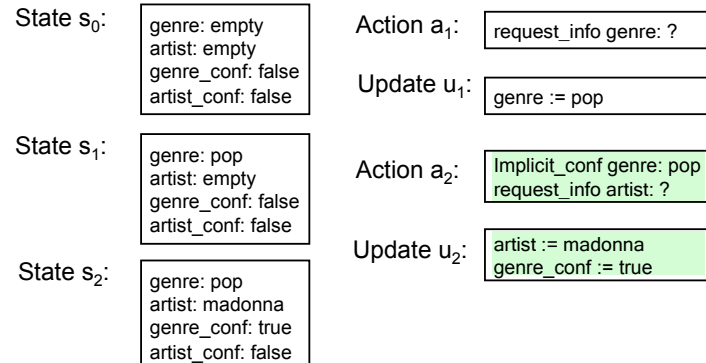 State s₀:
genre: empty
artist: empty
genre_conf: false
artist_conf: false
Action a₁:
request_info genre: ?
Update u₁:
genre := pop
State s₁:
genre: pop
artist: empty
genre_conf: false
artist_conf: false
Action a₂:
Implicit_conf genre: pop
request_info artist: ?
Update u₂:
artist := madonna
genre_conf := true
State s₂:
genre: pop
artist: madonna
genre_conf: true
artist_conf: false